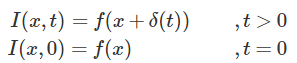 I(x,t) = f(x + δ(t))   , t > 0
I(x,0) = f(x)   , t = 0